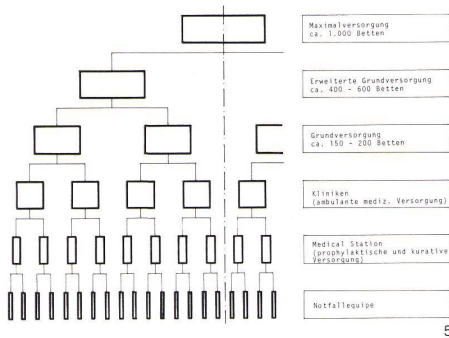 Maximalversorgung
ca. 1.000 Betten
Erweiterte Grundversorgung
ca. 400 - 600 Betten
Grundversorgung
ca. 150 - 200 Betten
Kliniken
(ambulante mediz. Versorgung)
Medical Station
(prophylaktische und kurative
Versorgung)
Notfallequipe
5